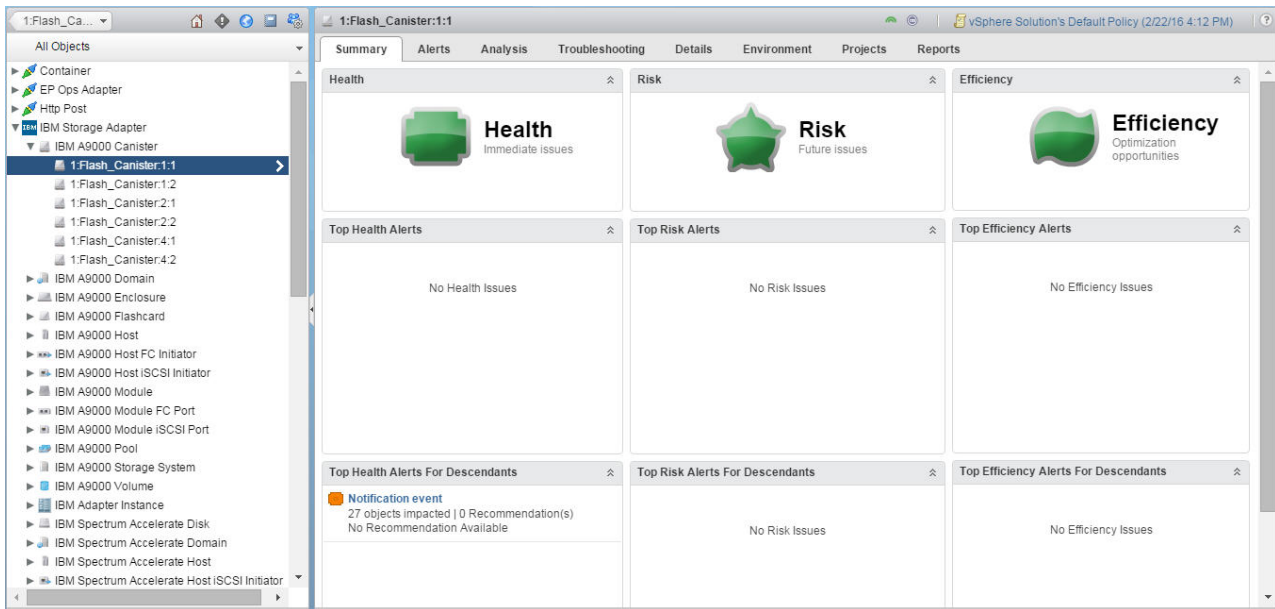 1:Flash_Ca...
All Objects
Container
EP Ops Adapter
Http Post
IBM IBM Storage Adapter
IBM A9000 Canister
1:Flash_Canister:1:1
1:Flash_Canister:1:2
1:Flash_Canister:2:1
1:Flash_Canister:2:2
1:Flash_Canister:4:1
1:Flash_Canister:4:2
IBM A9000 Domain
IBM A9000 Enclosure
IBM A9000 Flashcard
IBM A9000 Host
IBM A9000 Host FC Initiator
IBM A9000 Host iSCSI Initiator
IBM A9000 Module
IBM A9000 Module FC Port
IBM A9000 Module iSCSI Port
IBM A9000 Pool
IBM A9000 Storage System
IBM A9000 Volume
IBM Adapter Instance
IBM Spectrum Accelerate Disk
IBM Spectrum Accelerate Domain
IBM Spectrum Accelerate Host
IBM Spectrum Accelerate Host iSCSI Initiator
1:Flash_Canister:1:1
© vSphere Solution's Default Policy (2/22/16 4:12 PM) ?
Summary Alerts Analysis Troubleshooting Details Environment Projects Reports
Health
Health
Immediate issues
Risk
Risk
Future issues
Efficiency
Efficiency
Optimization
opportunities
Top Health Alerts
No Health Issues
Top Risk Alerts
No Risk Issues
Top Efficiency Alerts
No Efficiency Issues
Top Health Alerts For Descendants
Notification event
27 objects impacted | 0 Recommendation(s)
No Recommendation Available
Top Risk Alerts For Descendants
No Risk Issues
Top Efficiency Alerts For Descendants
No Efficiency Issues